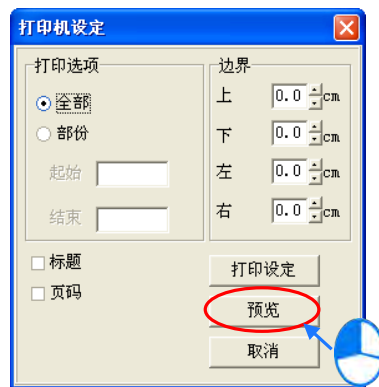 打印机设定
打印选项
全部
部份
起始
结束
边界
上 0.0 cm
下 0.0 cm
左 0.0 cm
右 0.0 cm
标题
页码
打印设定
预览
取消